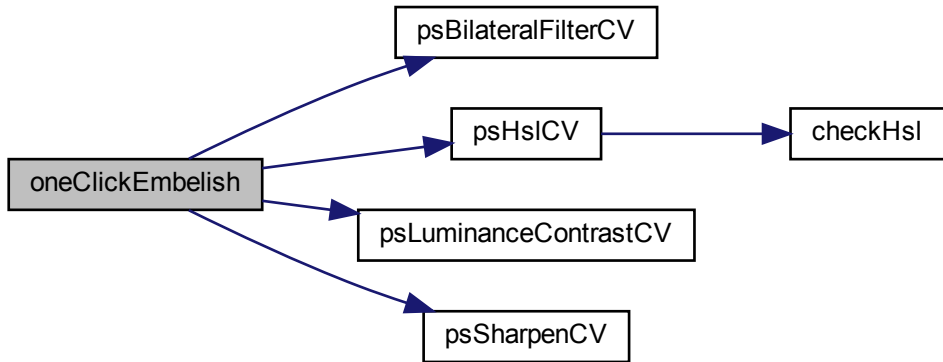 psBilateralFilterCV
psHslCV
checkHsl
oneClickEmbelish
psLuminanceContrastCV
psSharpenCV